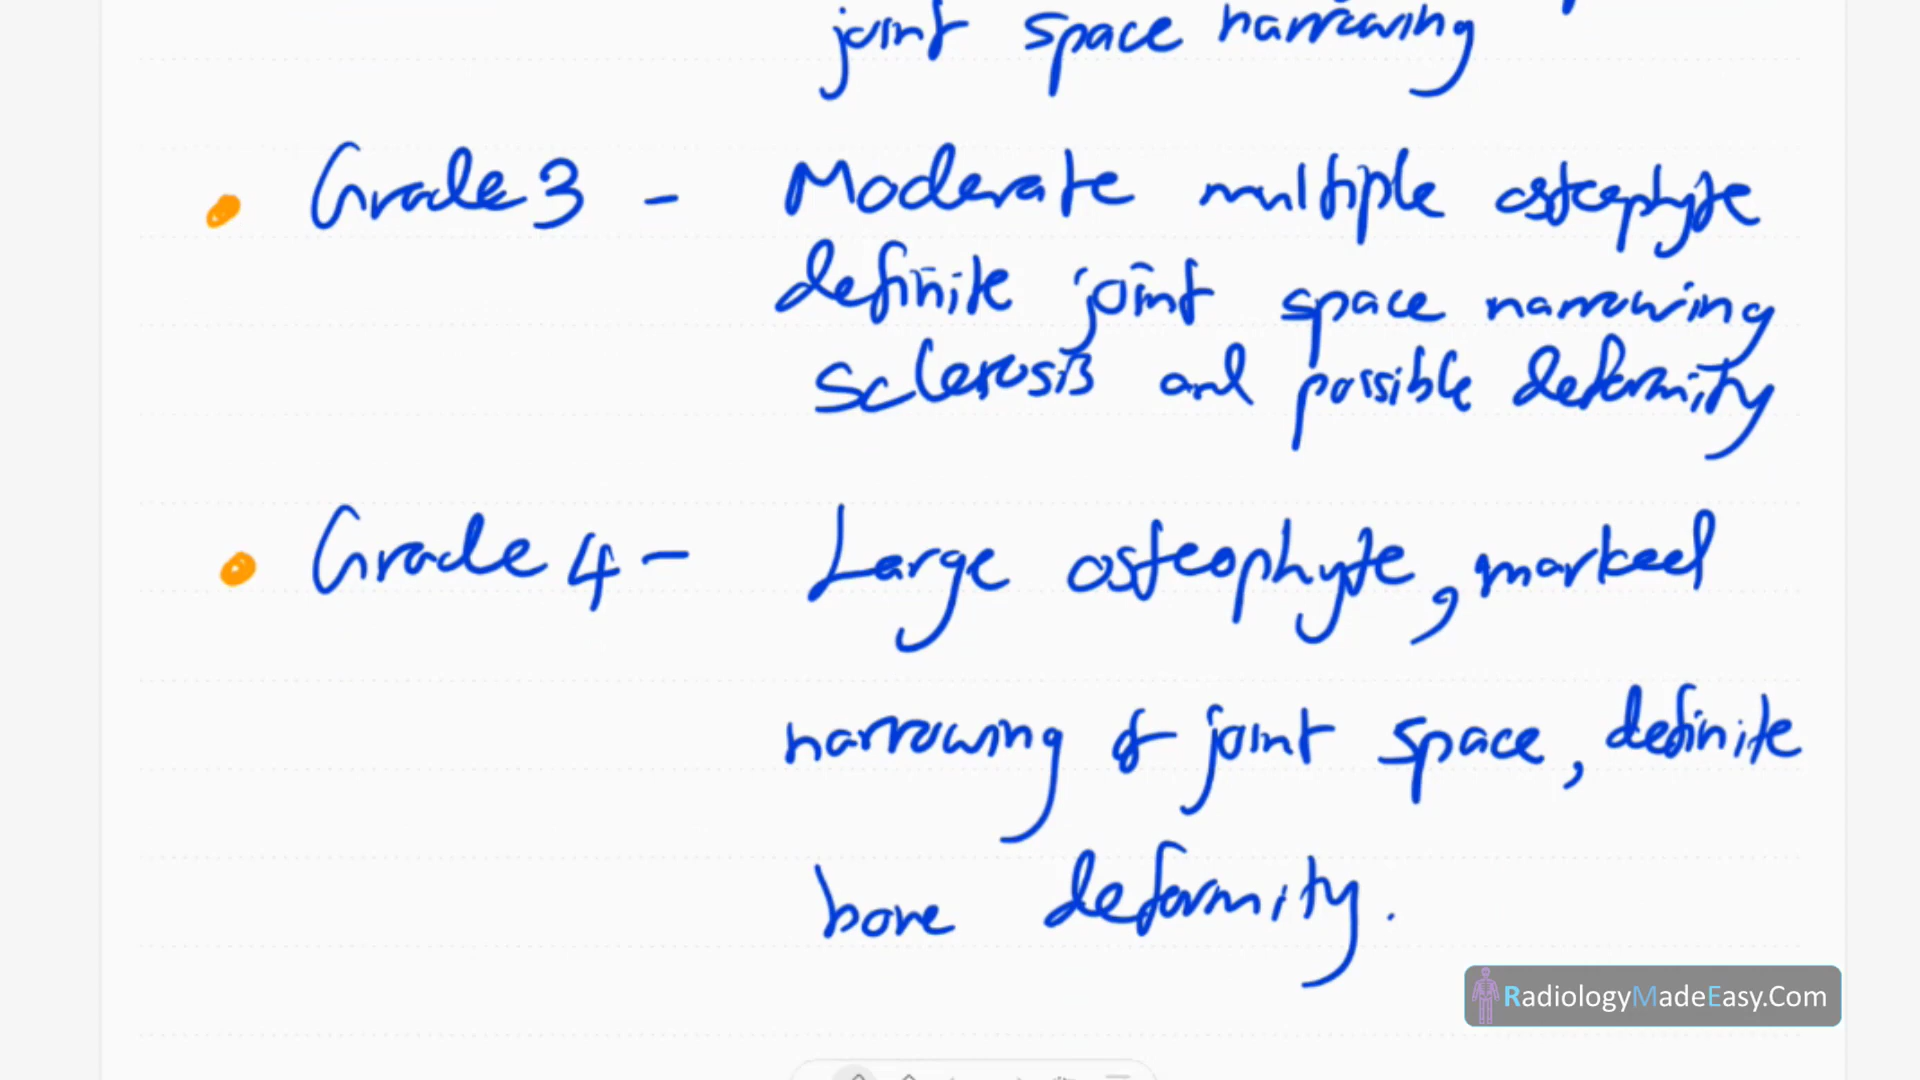 joint space narrowing
Grade 3 - Moderate multiple osteophyte
definite joint space narrowing
sclerosis and possible deformity
Grade 4 - Large osteophyte, marked
narrowing of joint space, definite
bone deformity.
RadiologyMadeEasy.Com